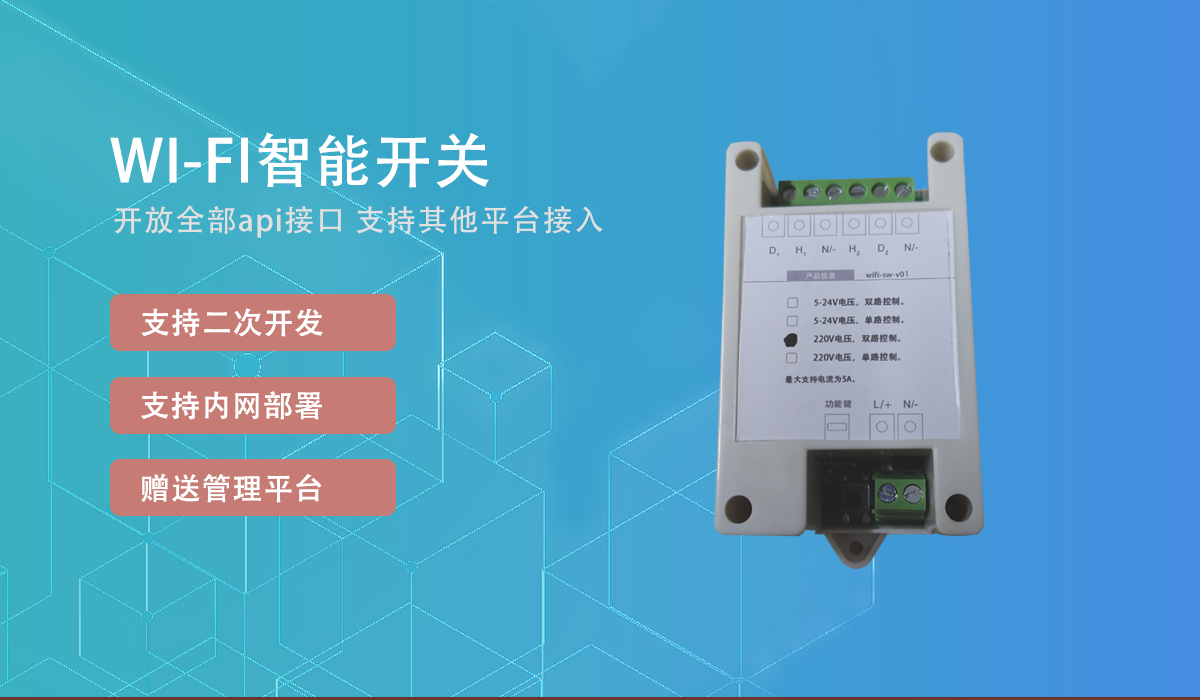 WI-FI智能开关
开放全部api接口 支持其他平台接入
支持二次开发
支持内网部署
赠送管理平台
D1 H1 N/- H2 D2 N/-
产品信息 wifi-sw-v01
5-24V电压，双路控制。
5-24V电压，单路控制。
220V电压，双路控制。
220V电压，单路控制。
最大支持电流为5A。
功能键 L/+ N/-